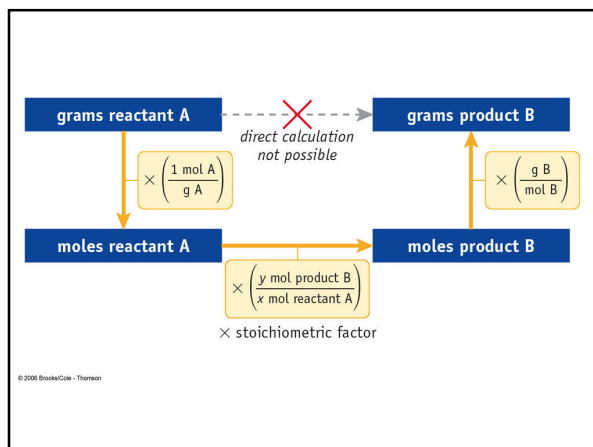 grams reactant A
grams product B
direct calculation
not possible
× (1 mol A / g A)
× (g B / mol B)
moles reactant A
moles product B
× (y mol product B / x mol reactant A)
× stoichiometric factor
© 2006 Brooks/Cole - Thomson